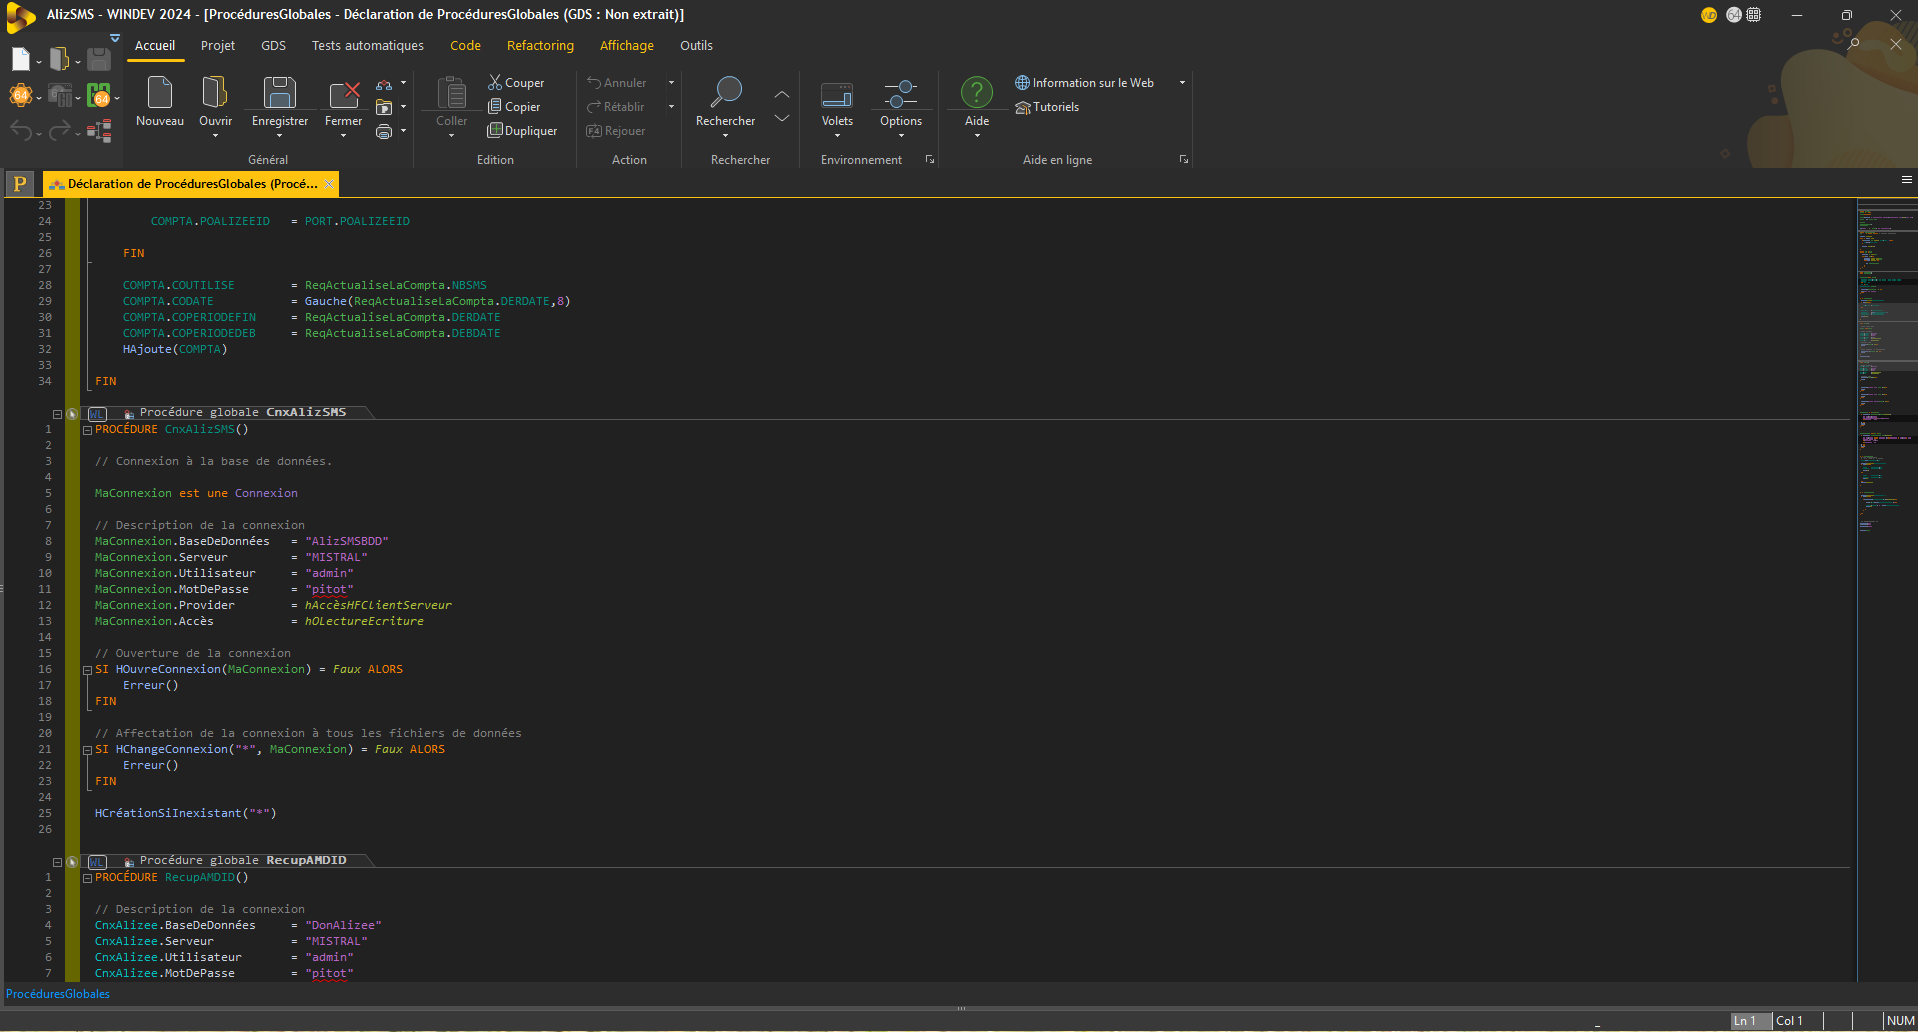 AlizSMS - WINDEV 2024 - [ProcéduresGlobales - Déclaration de ProcéduresGlobales (GDS : Non extrait)]
WD 64
Accueil Projet GDS Tests automatiques Code Refactoring Affichage Outils
64 64
Nouveau Ouvrir Enregistrer Fermer Coller Couper Copier Dupliquer Annuler Rétablir F4 Rejouer Rechercher Volets Options Aide Information sur le Web Tutoriels
Général Edition Action Rechercher Environnement Aide en ligne
P Déclaration de ProcéduresGlobales (Procé...
23
24 COMPTA.POALIZEEID = PORT.POALIZEEID
25
26 FIN
27
28 COMPTA.COUTILISE = ReqActualiseLaCompta.NBSMS
29 COMPTA.CODATE = Gauche(ReqActualiseLaCompta.DERDATE,8)
30 COMPTA.COPERIODEFIN = ReqActualiseLaCompta.DERDATE
31 COMPTA.COPERIODEDEB = ReqActualiseLaCompta.DEBDATE
32 HAjoute(COMPTA)
33
34 FIN
WL Procédure globale CnxAlizSMS
1 PROCÉDURE CnxAlizSMS()
2
3 // Connexion à la base de données.
4
5 MaConnexion est une Connexion
6
7 // Description de la connexion
8 MaConnexion.BaseDeDonnées = "AlizSMSBDD"
9 MaConnexion.Serveur = "MISTRAL"
10 MaConnexion.Utilisateur = "admin"
11 MaConnexion.MotDePasse = "pitot"
12 MaConnexion.Provider = hAccèsHFClientServeur
13 MaConnexion.Accès = hOLectureEcriture
14
15 // Ouverture de la connexion
16 SI HOuvreConnexion(MaConnexion) = Faux ALORS
17 Erreur()
18 FIN
19
20 // Affectation de la connexion à tous les fichiers de données
21 SI HChangeConnexion("*", MaConnexion) = Faux ALORS
22 Erreur()
23 FIN
24
25 HCréationSiInexistant("*")
26
WL Procédure globale RecupAMDID
1 PROCÉDURE RecupAMDID()
2
3 // Description de la connexion
4 CnxAlizee.BaseDeDonnées = "DonAlizee"
5 CnxAlizee.Serveur = "MISTRAL"
6 CnxAlizee.Utilisateur = "admin"
7 CnxAlizee.MotDePasse = "pitot"
ProcéduresGlobales
Ln 1 Col 1 NUM